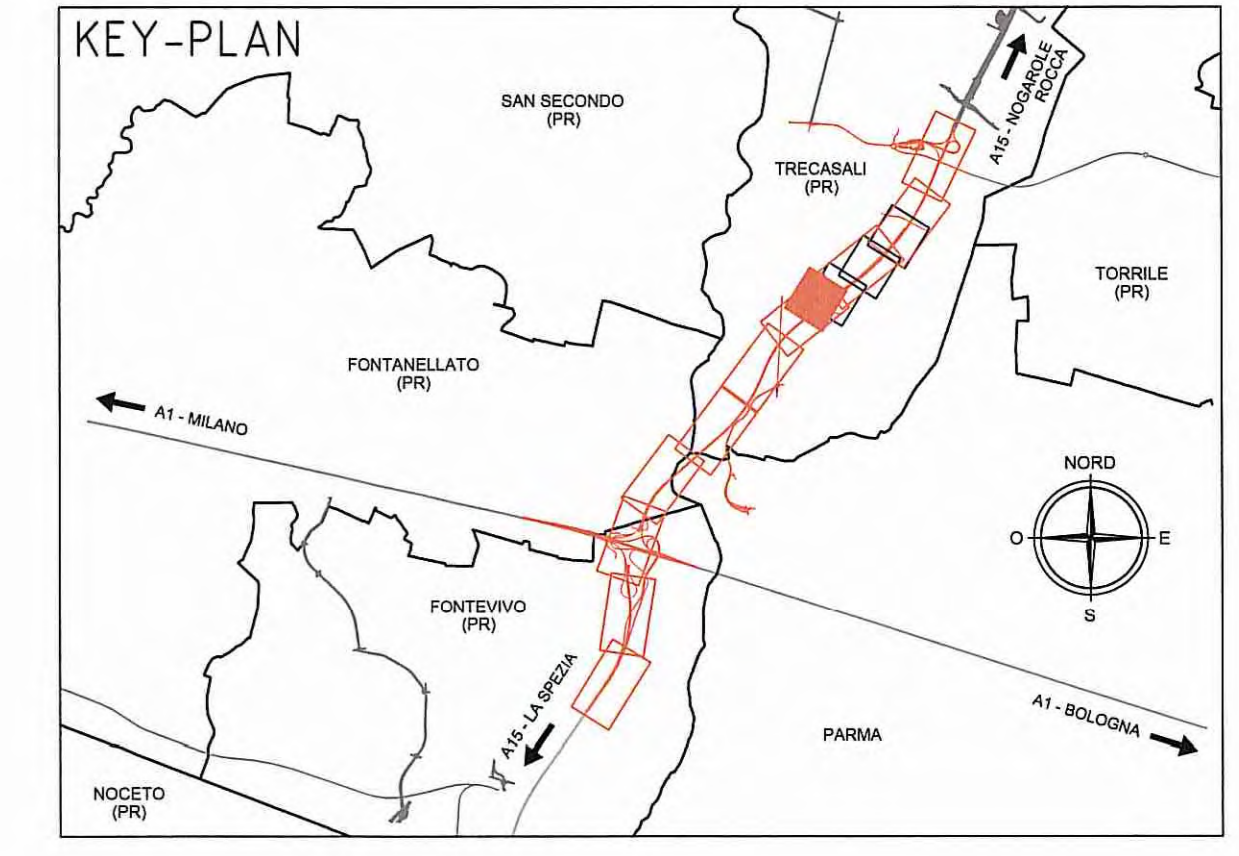 KEY-PLAN
SAN SECONDO
(PR)
A15 - NOGAROLE
ROCCA
TRECASALI
(PR)
TORRILE
(PR)
FONTANELLATO
(PR)
A1 - MILANO
NORD
O
E
S
FONTEVIVO
(PR)
A15 - LA SPEZIA
A1 - BOLOGNA
PARMA
NOCETO
(PR)